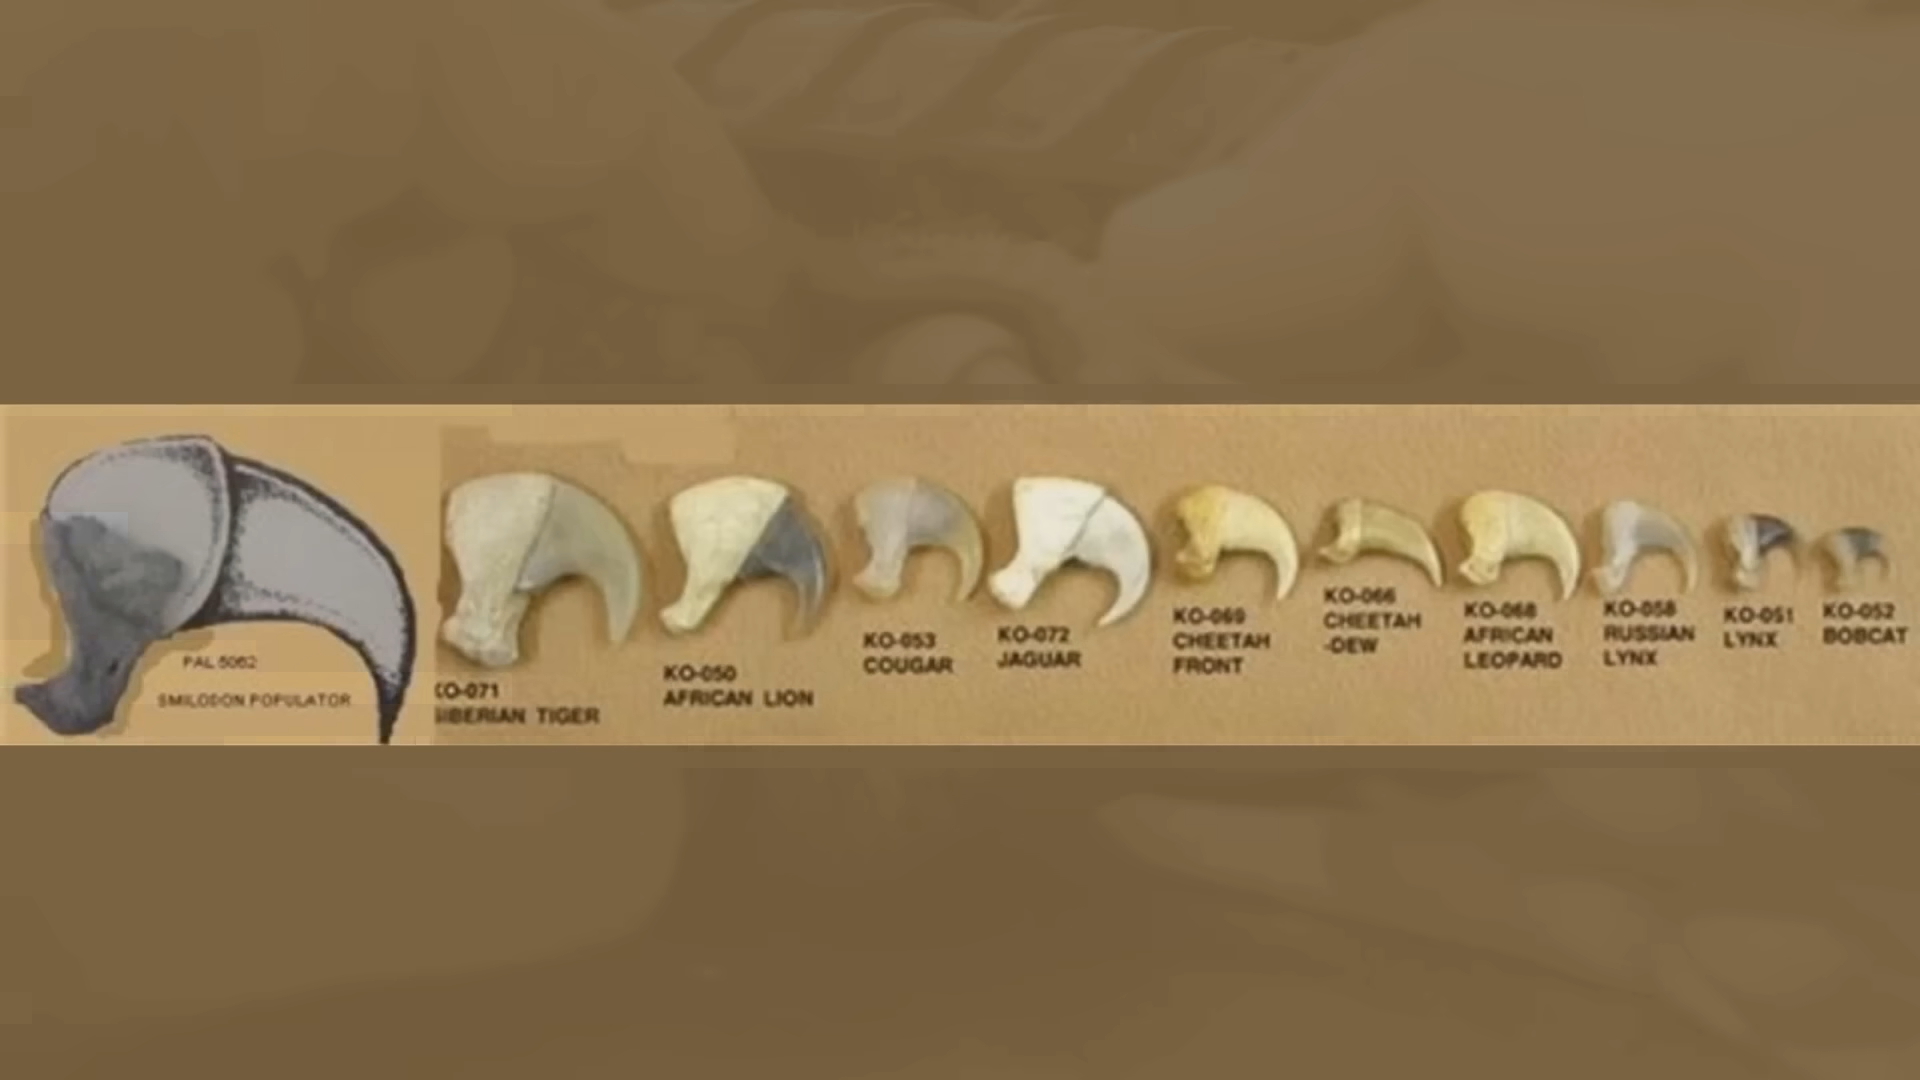 PAL 5062
SMILODON POPULATOR
KO-071
SIBERIAN TIGER
KO-050
AFRICAN LION
KO-053
COUGAR
KO-072
JAGUAR
KO-069
CHEETAH
FRONT
KO-066
CHEETAH
-DEW
KO-068
AFRICAN
LEOPARD
KO-058
RUSSIAN
LYNX
KO-051
LYNX
KO-052
BOBCAT